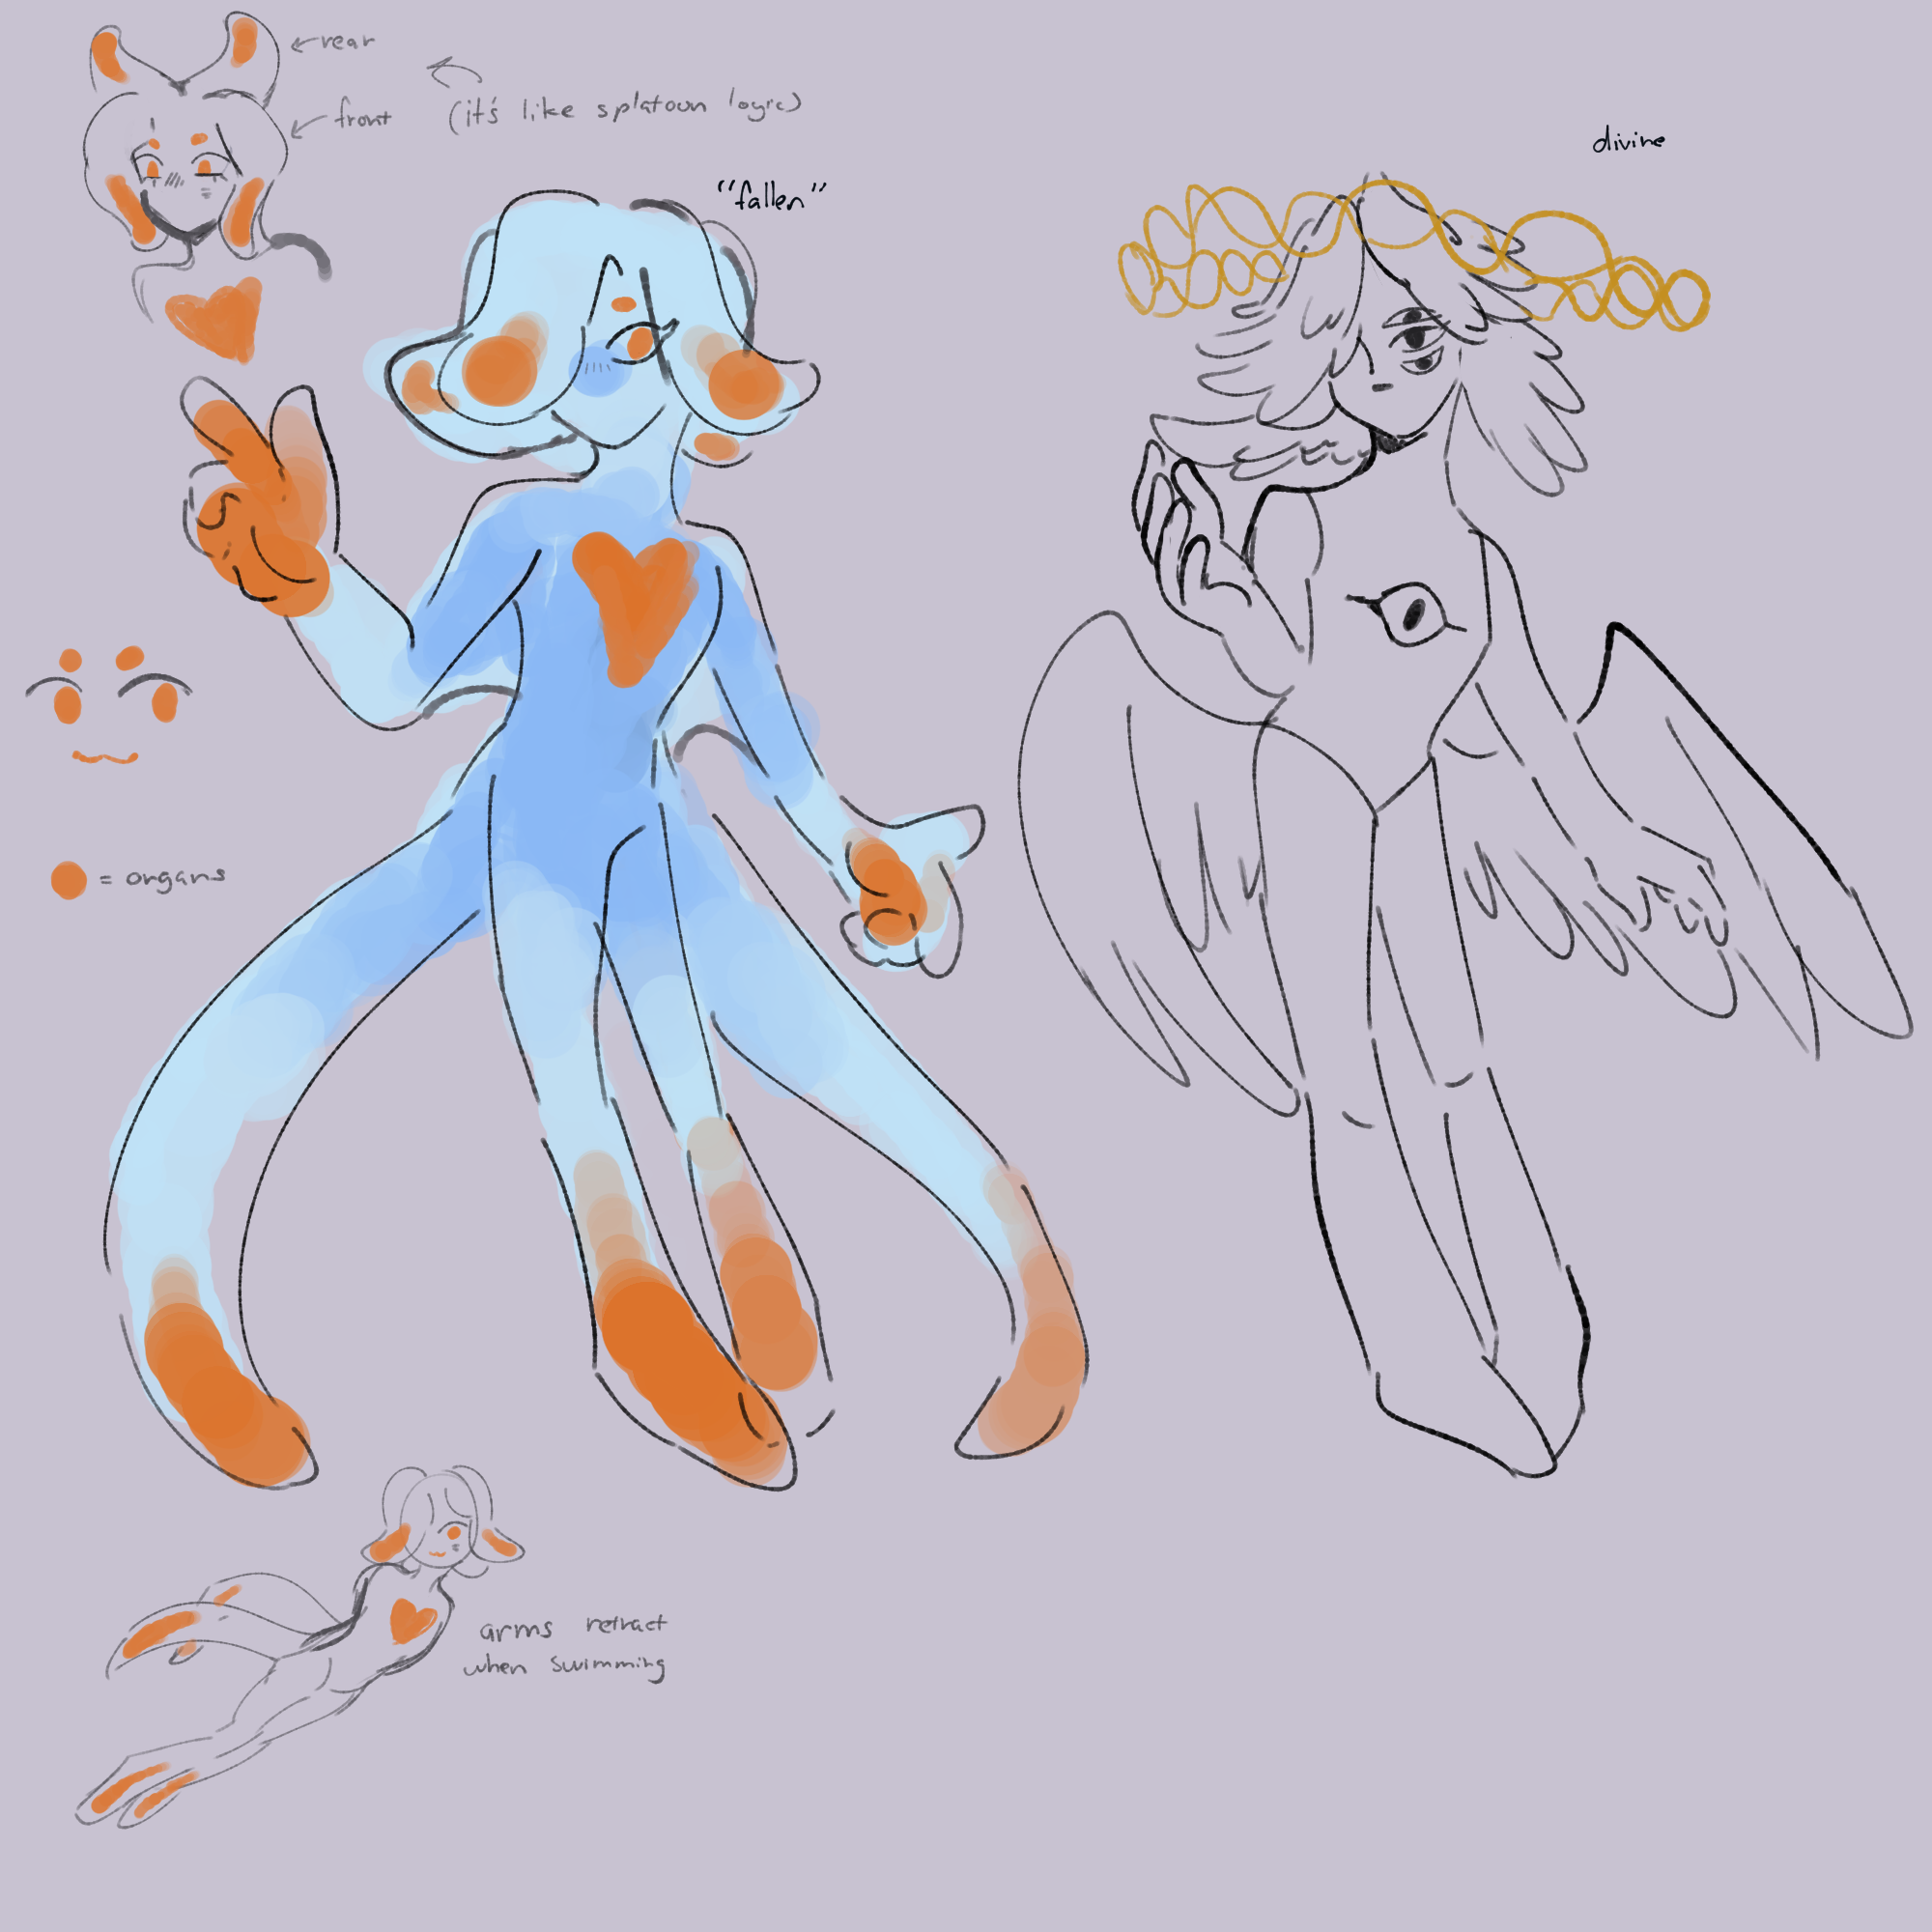 ←rear
←front
(it's like splatoon logic)
"fallen"
divine
= organs
arms retract
when swimming